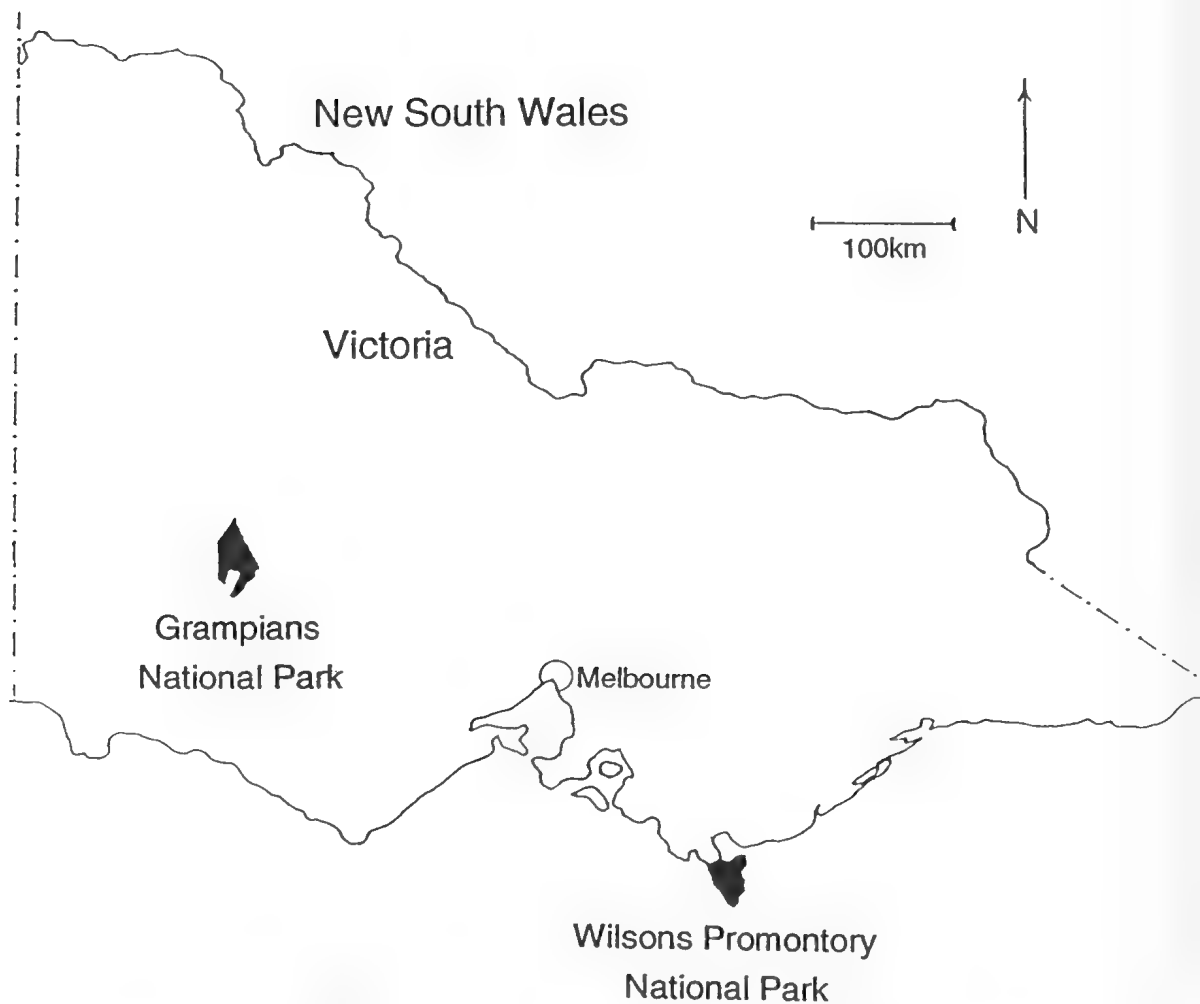 New South Wales
N
100km
Victoria
Grampians
National Park
Melbourne
Wilsons Promontory
National Park